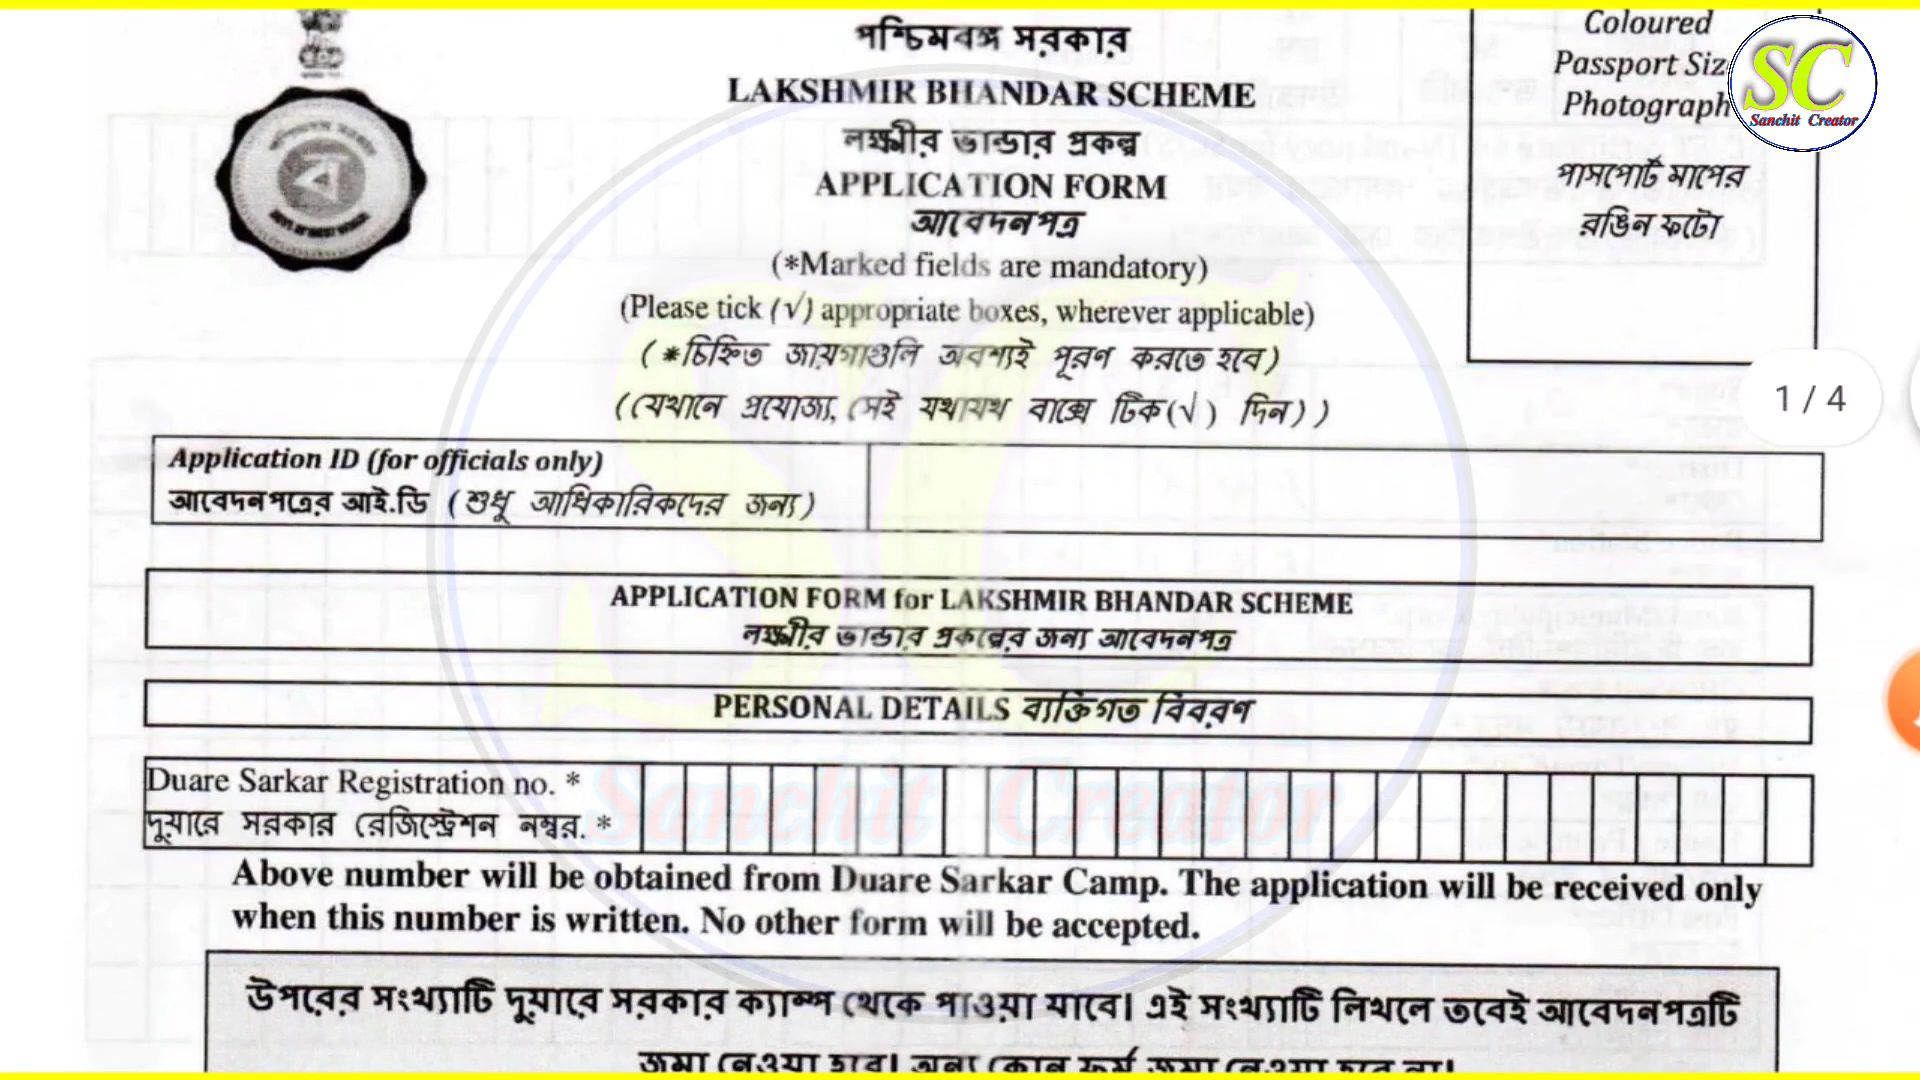 পশ্চিমবঙ্গ সরকার
LAKSHMIR BHANDAR SCHEME
লক্ষ্মীর ভান্ডার প্রকল্প
APPLICATION FORM
আবেদনপত্র
(*Marked fields are mandatory)
(Please tick (√) appropriate boxes, wherever applicable)
(*চিহ্নিত জায়গাগুলি অবশ্যই পূরণ করতে হবে)
((যেখানে প্রযোজ্য, সেই যথাযথ বাক্সে টিক(√) দিন))
Coloured
Passport Siz
Photograph
পাসপোর্ট মাপের
রঙিন ফটো
SC
Sanchit Creator
1 / 4
Application ID (for officials only)
আবেদনপত্রের আই.ডি (শুধু আধিকারিকদের জন্য)
APPLICATION FORM for LAKSHMIR BHANDAR SCHEME
লক্ষ্মীর ভান্ডার প্রকল্পের জন্য আবেদনপত্র
PERSONAL DETAILS ব্যক্তিগত বিবরণ
Duare Sarkar Registration no. *
দুয়ারে সরকার রেজিস্ট্রেশন নম্বর. *
SC
Sanchit Creator
Above number will be obtained from Duare Sarkar Camp. The application will be received only
when this number is written. No other form will be accepted.
উপরের সংখ্যাটি দুয়ারে সরকার ক্যাম্প থেকে পাওয়া যাবে। এই সংখ্যাটি লিখলে তবেই আবেদনপত্রটি
জমা নেওয়া হবে। অন্য কোন ফর্ম জমা নেওয়া হবে না।